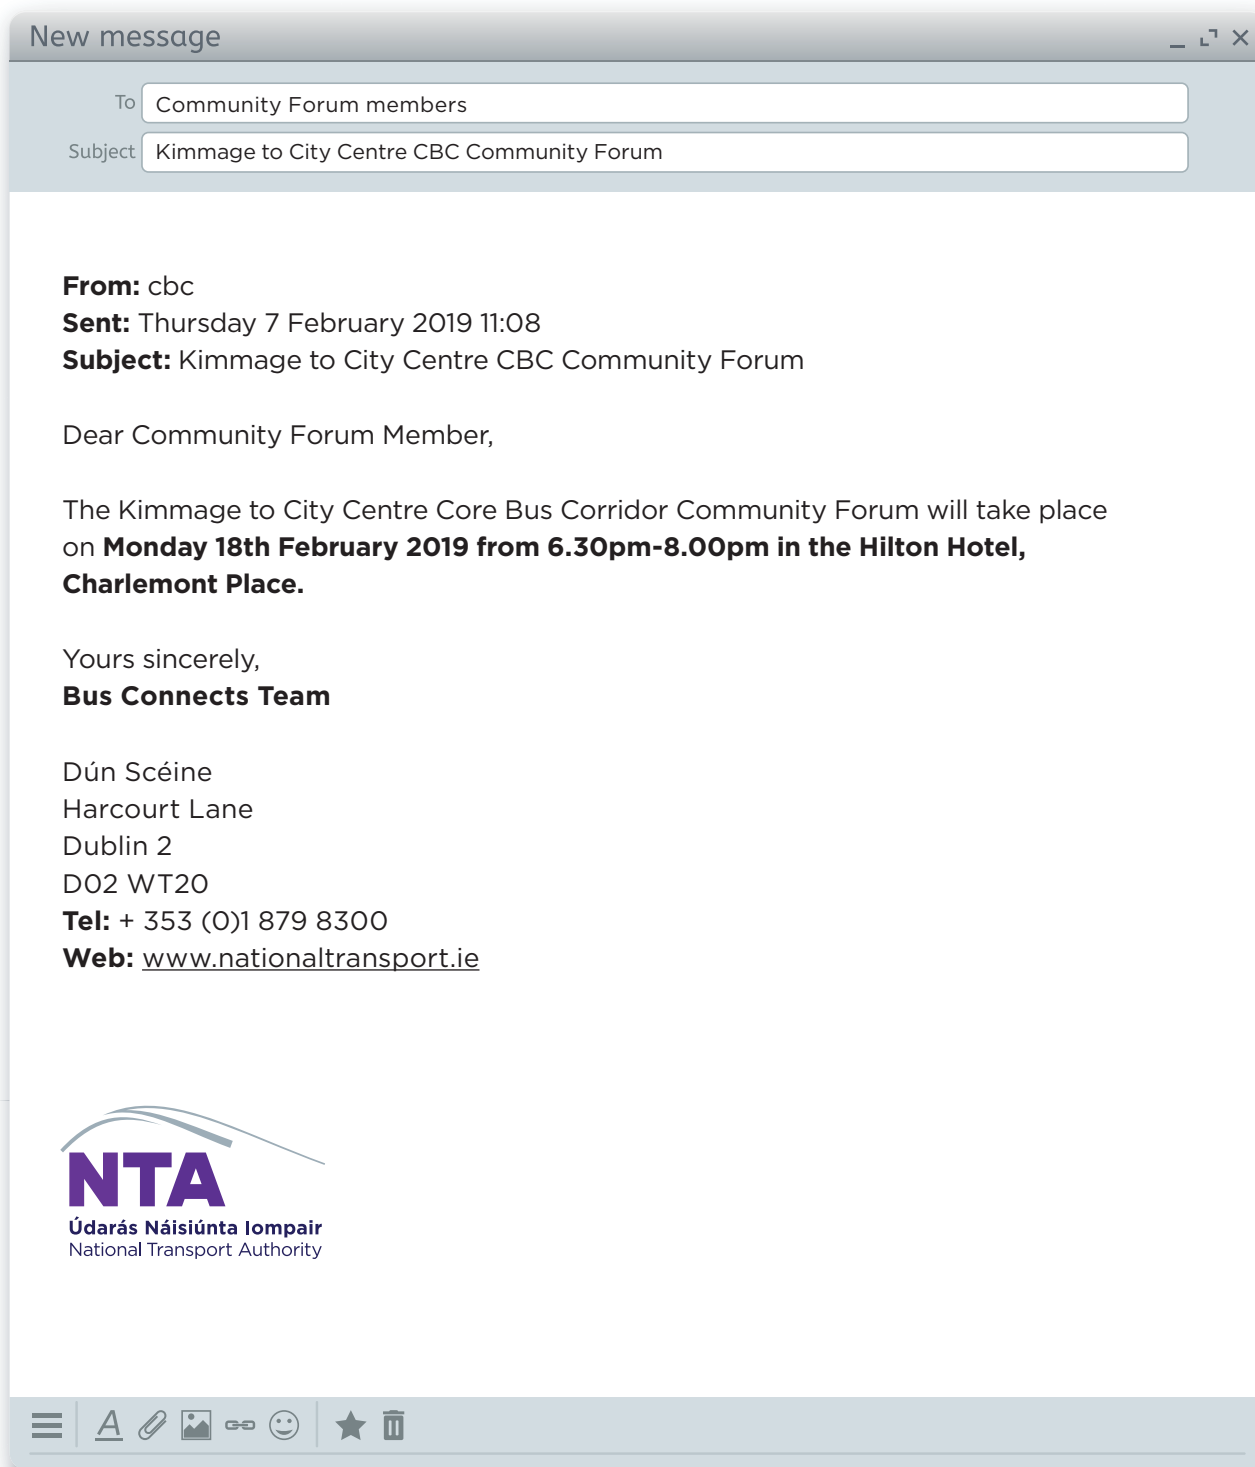 New message
To Community Forum members
Subject Kimmage to City Centre CBC Community Forum
From: cbc
Sent: Thursday 7 February 2019 11:08
Subject: Kimmage to City Centre CBC Community Forum
Dear Community Forum Member,
The Kimmage to City Centre Core Bus Corridor Community Forum will take place
on Monday 18th February 2019 from 6.30pm-8.00pm in the Hilton Hotel,
Charlemont Place.
Yours sincerely,
Bus Connects Team
Dún Scéine
Harcourt Lane
Dublin 2
D02 WT20
Tel: + 353 (0)1 879 8300
Web: www.nationaltransport.ie
NTA
Údarás Náisiúnta Iompair
National Transport Authority
A